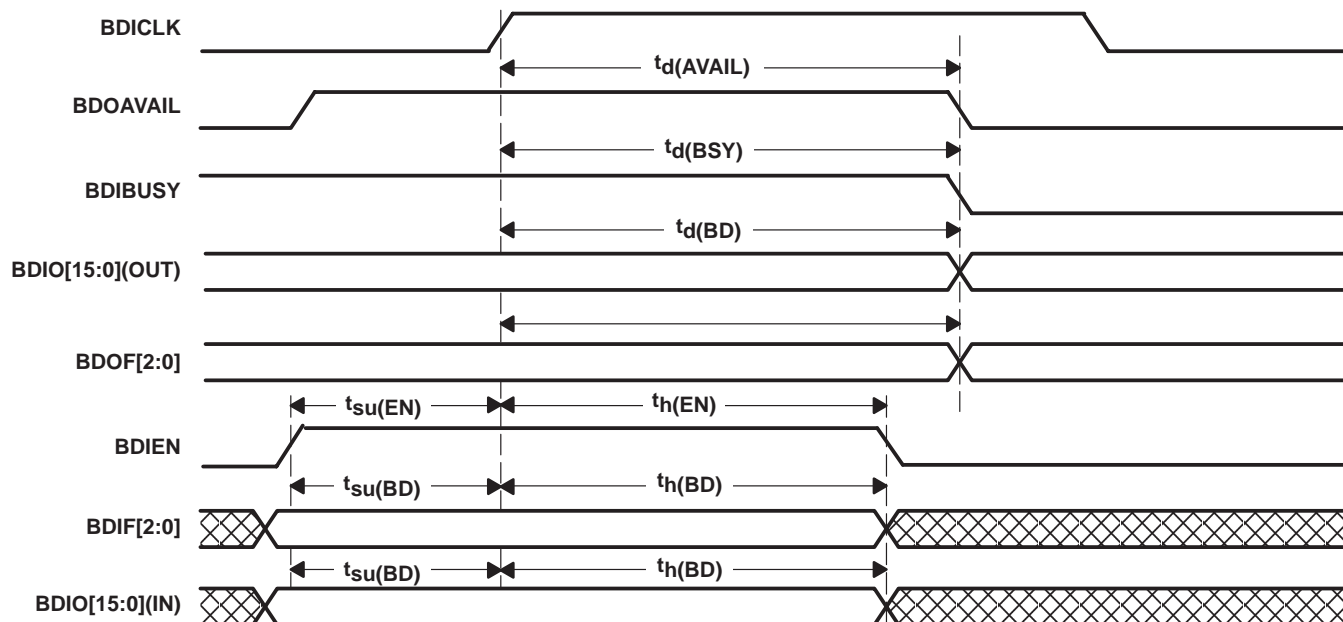 BDICLK
td(AVAIL)
BDOAVAIL
td(BSY)
BDIBUSY
td(BD)
BDIO[15:0](OUT)
BDOF[2:0]
tsu(EN) th(EN)
BDIEN
tsu(BD) th(BD)
BDIF[2:0]
tsu(BD) th(BD)
BDIO[15:0](IN)